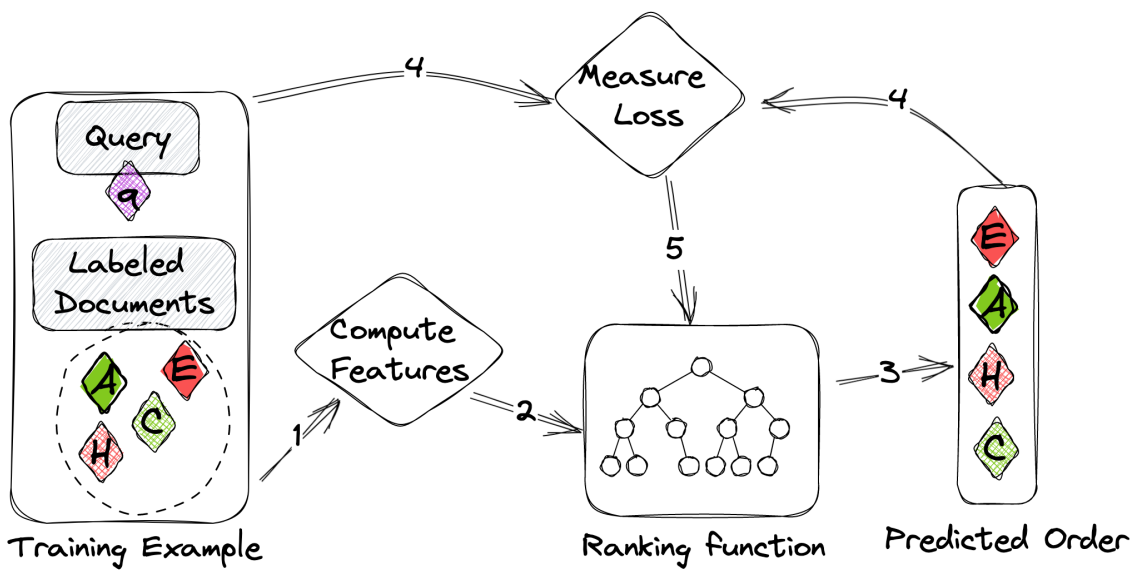 Query
q
Labeled
Documents
A
E
C
H
Training Example
1
Compute
Features
2
4
Measure
Loss
4
5
Ranking function
3
E
A
H
C
Predicted Order